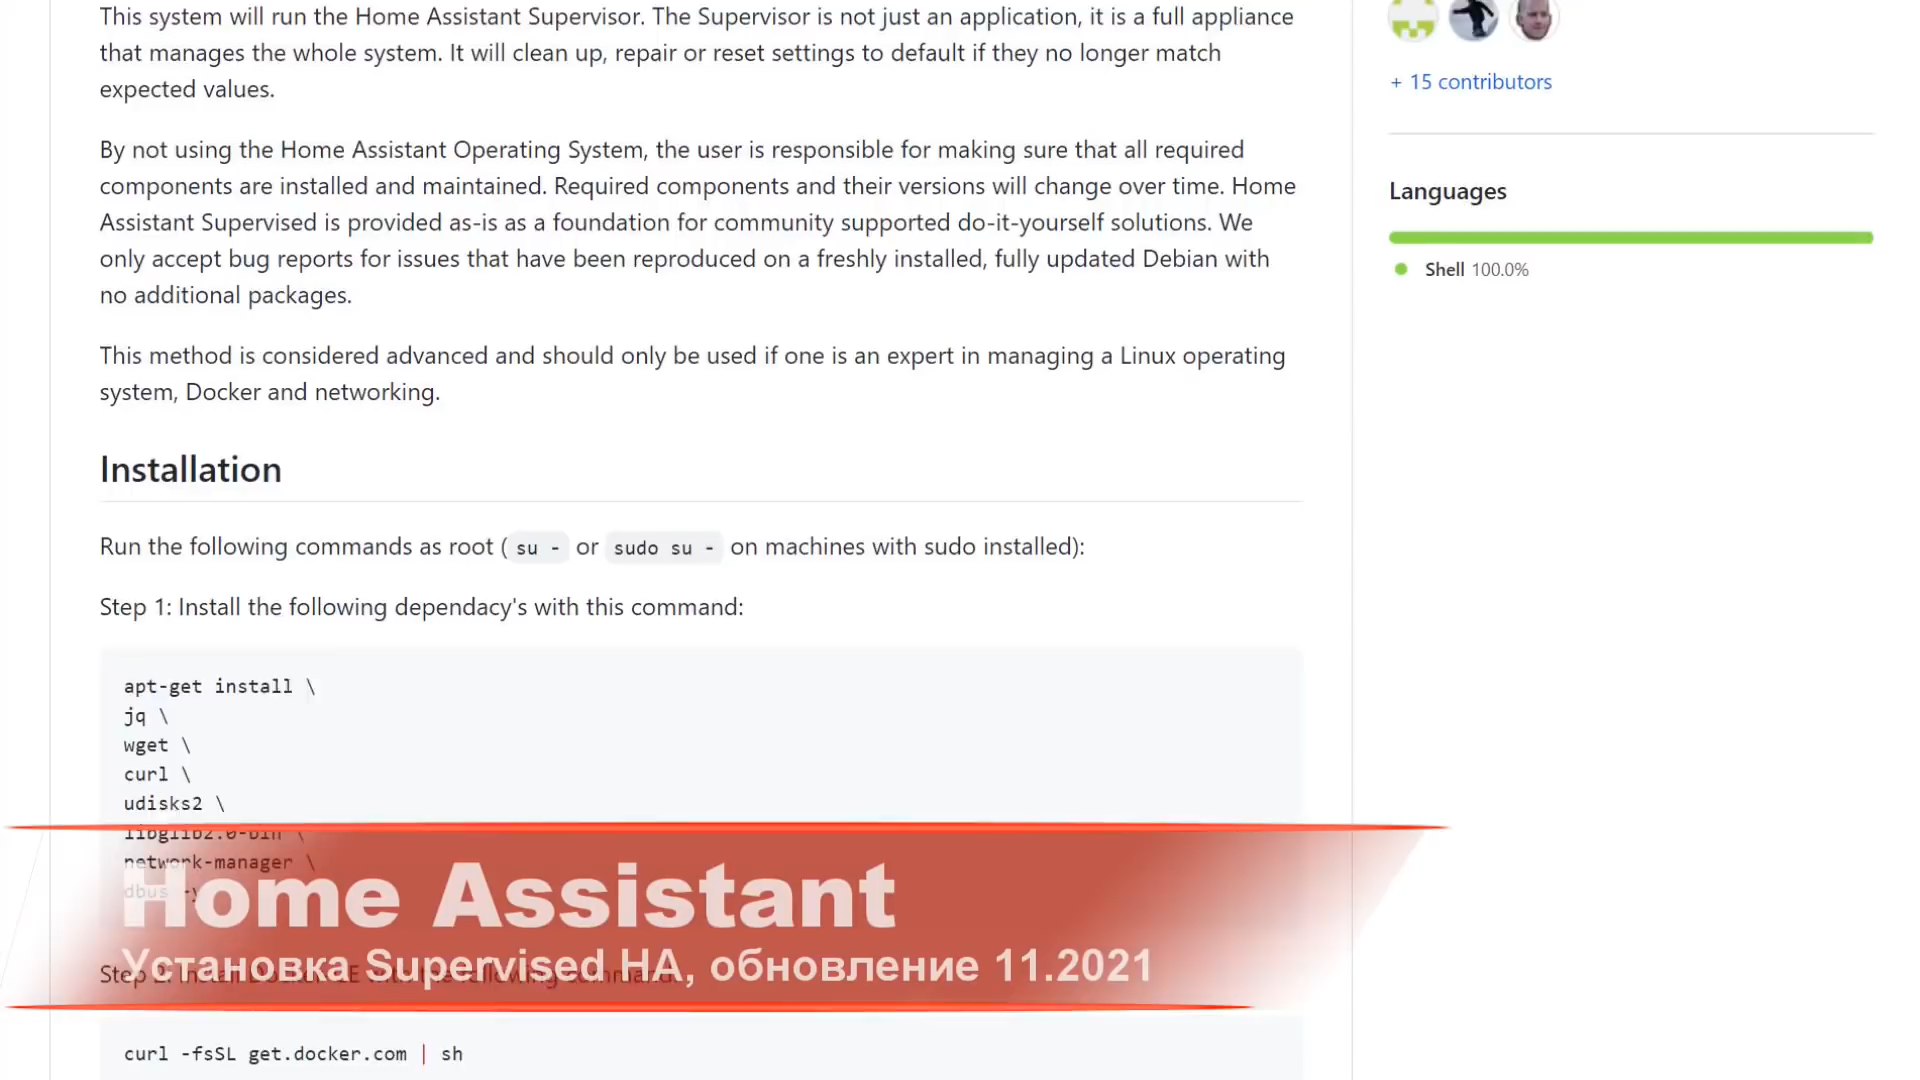 This system will run the Home Assistant Supervisor. The Supervisor is not just an application, it is a full appliance
that manages the whole system. It will clean up, repair or reset settings to default if they no longer match
expected values.
By not using the Home Assistant Operating System, the user is responsible for making sure that all required
components are installed and maintained. Required components and their versions will change over time. Home
Assistant Supervised is provided as-is as a foundation for community supported do-it-yourself solutions. We
only accept bug reports for issues that have been reproduced on a freshly installed, fully updated Debian with
no additional packages.
This method is considered advanced and should only be used if one is an expert in managing a Linux operating
system, Docker and networking.
Installation
Run the following commands as root (su - or sudo su - on machines with sudo installed):
Step 1: Install the following dependacy's with this command:
apt-get install \
jq \
wget \
curl \
udisks2 \
libglib2.0-bin \
network-manager \
Home Assistant
Установка Supervised HA, обновление 11.2021
curl -fsSL get.docker.com | sh
+ 15 contributors
Languages
Shell 100.0%